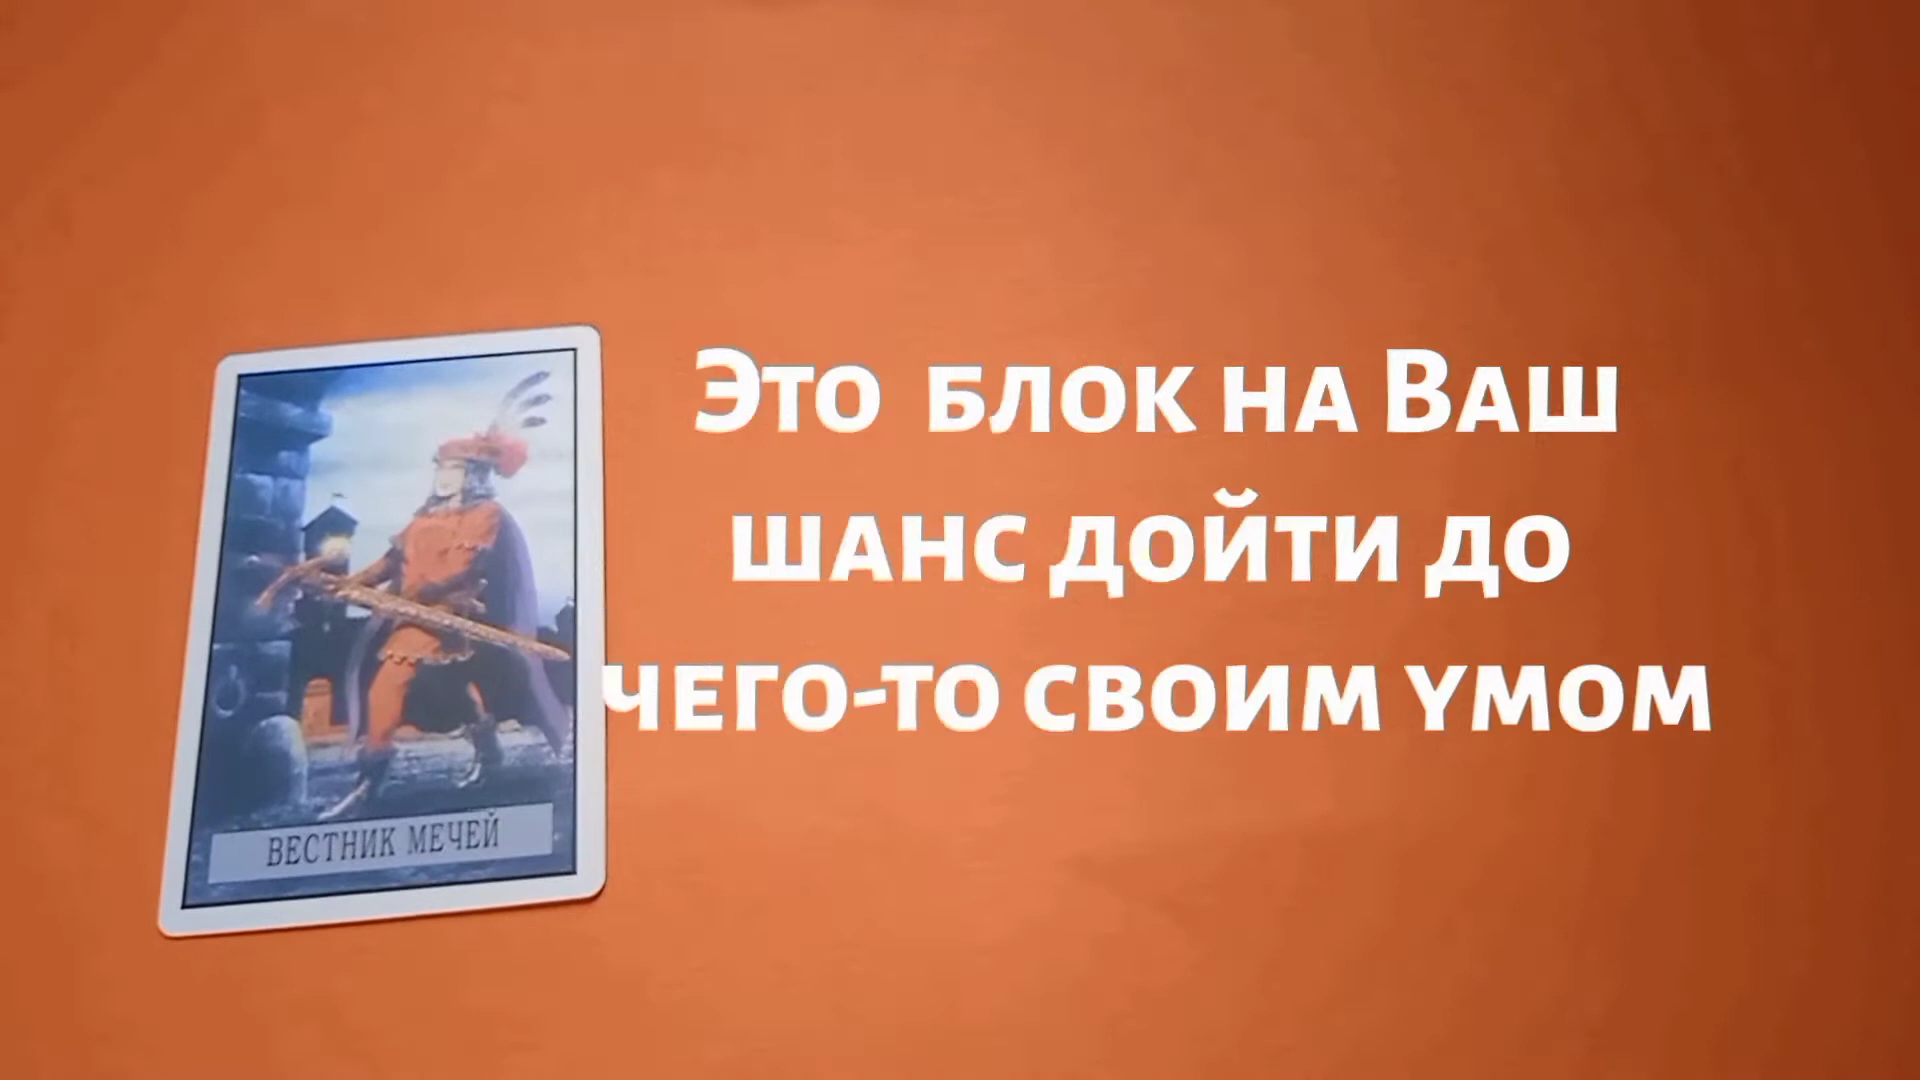 Это блок на Ваш
шанс дойти до
чего-то своим умом
ВЕСТНИК МЕЧЕЙ